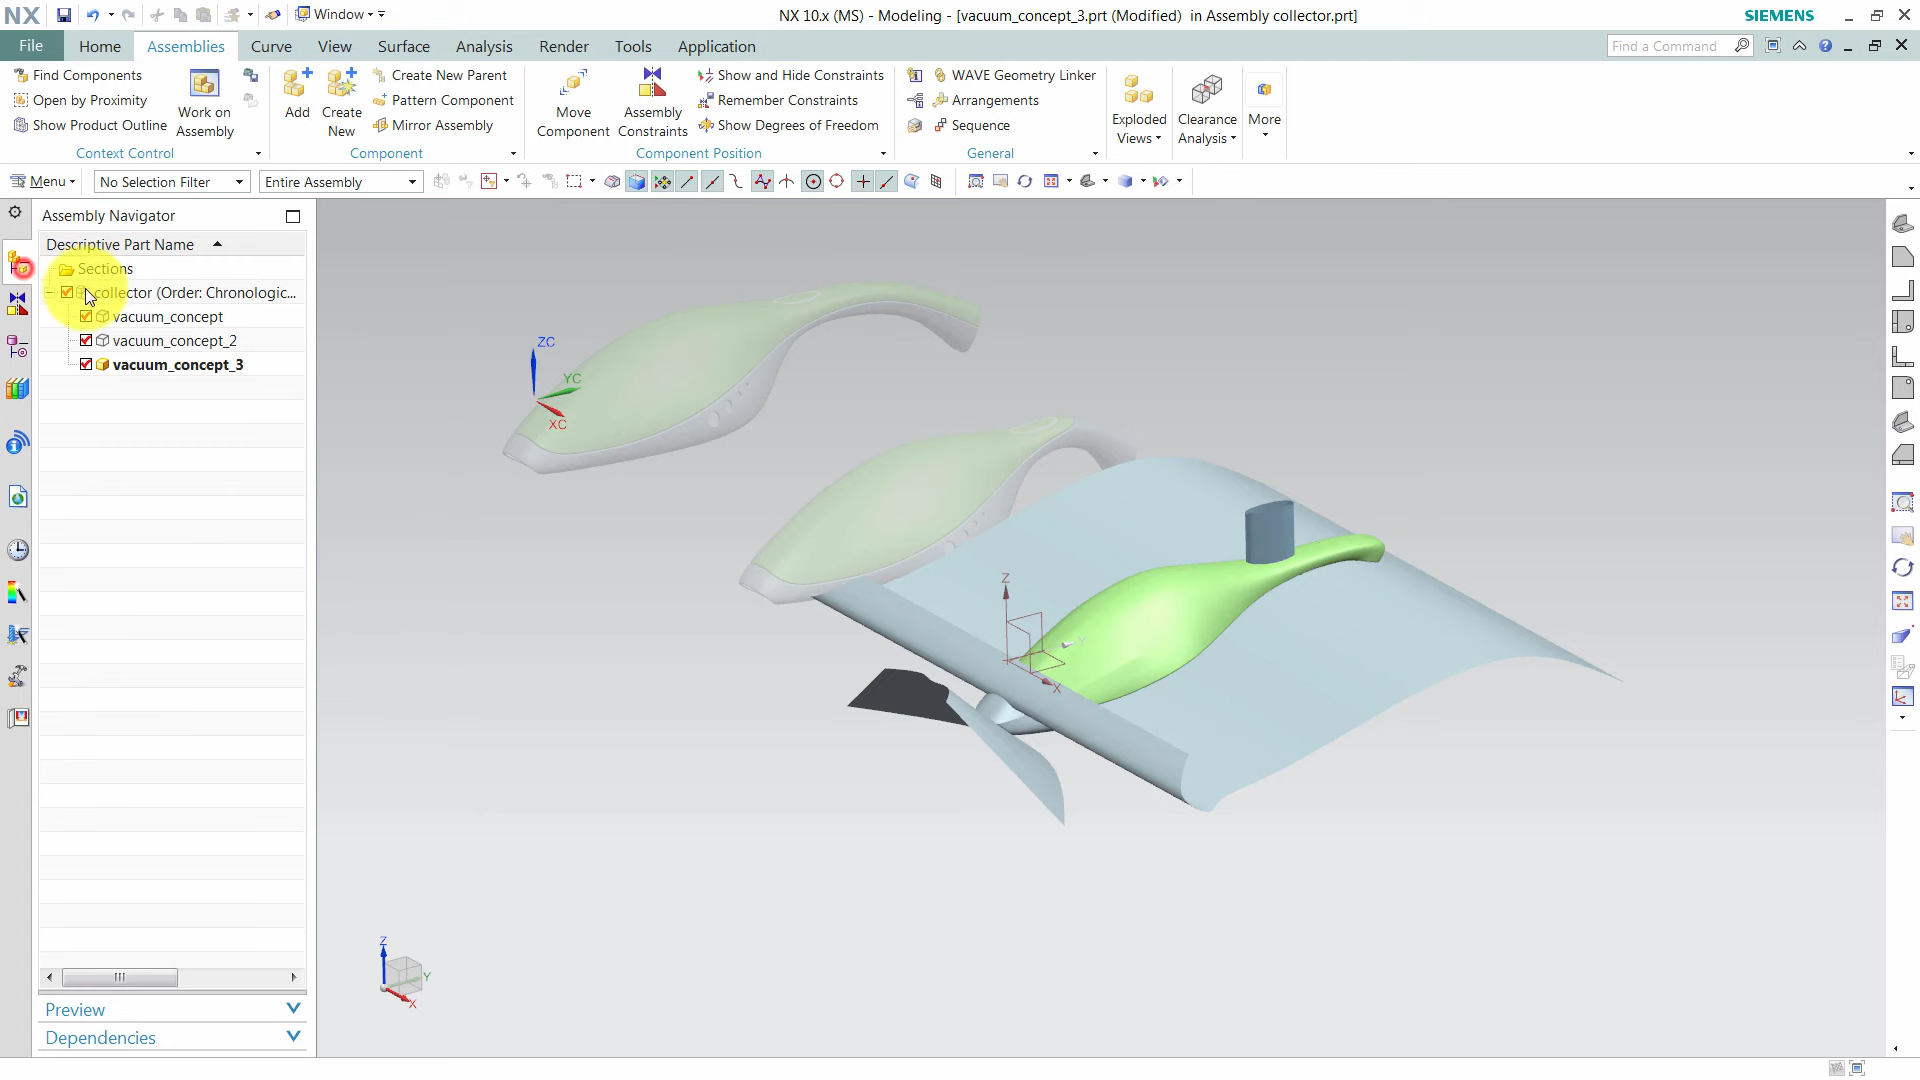 NX
Window
NX 10.x (MS) - Modeling - [vacuum_concept_3.prt (Modified) in Assembly collector.prt]
SIEMENS
File
Home
Assemblies
Curve
View
Surface
Analysis
Render
Tools
Application
Find a Command
Find Components
Open by Proximity
Show Product Outline
Work on
Assembly
Context Control
Add
Create
New
Create New Parent
Pattern Component
Mirror Assembly
Component
Move
Component
Assembly
Constraints
Show and Hide Constraints
Remember Constraints
Show Degrees of Freedom
Component Position
WAVE Geometry Linker
Arrangements
Sequence
General
Exploded
Views
Clearance
Analysis
More
Menu
No Selection Filter
Entire Assembly
Assembly Navigator
Descriptive Part Name
Sections
collector (Order: Chronologic...
vacuum_concept
vacuum_concept_2
vacuum_concept_3
ZC
YC
XC
Z
Y
X
Z
Y
X
Preview
Dependencies